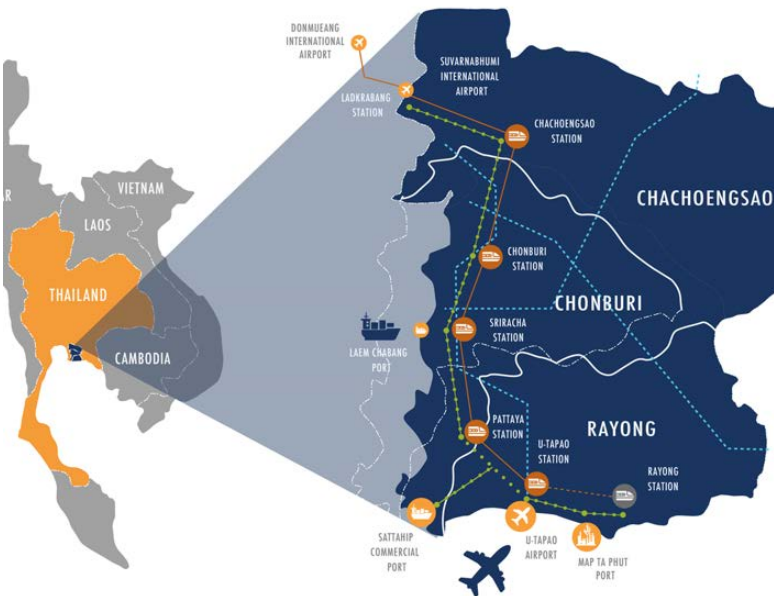 DONMUEANG
INTERNATIONAL
AIRPORT
SUVARNABHUMI
INTERNATIONAL
AIRPORT
LADKRABANG
STATION
CHACHOENGSAO
STATION
VIETNAM
AR
LAOS
CHACHOENGSAO
CHONBURI
STATION
THAILAND
CHONBURI
SRIRACHA
STATION
CAMBODIA
LAEM CHABANG
PORT
PATTAYA
STATION
RAYONG
U-TAPAO
STATION
RAYONG
STATION
SATTAHIP
COMMERCIAL
PORT
U-TAPAO
AIRPORT
MAP TA PHUT
PORT